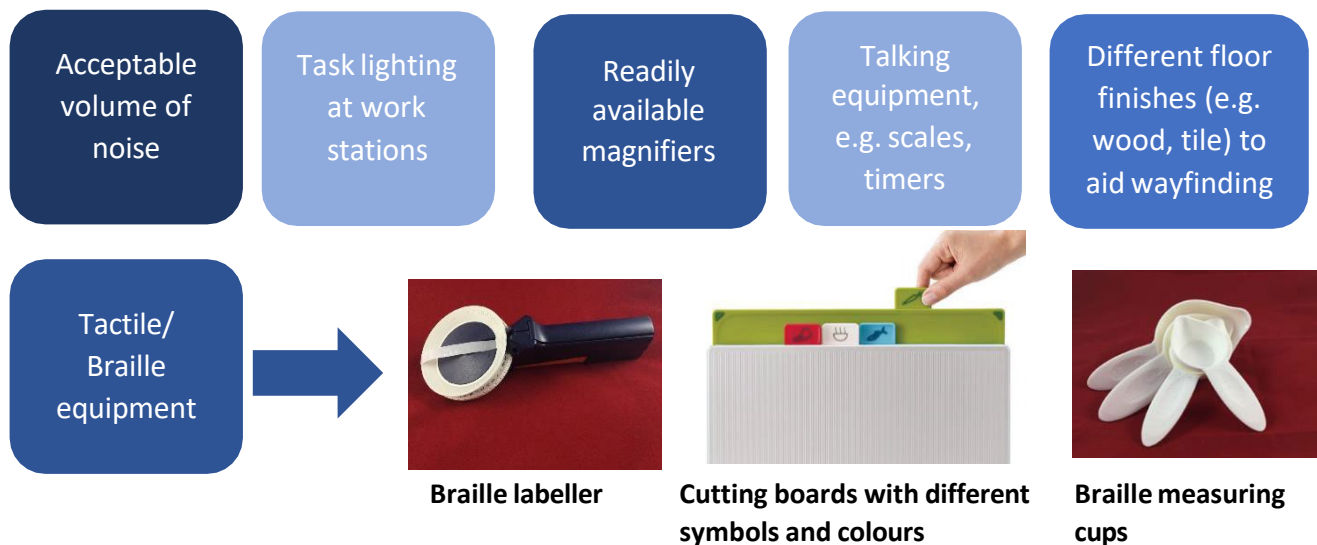 Acceptable
volume of
noise
Task lighting
at work
stations
Readily
available
magnifiers
Talking
equipment,
e.g. scales,
timers
Different floor
finishes (e.g.
wood, tile) to
aid wayfinding
Tactile/
Braille
equipment
Braille labeller
Cutting boards with different
symbols and colours
Braille measuring
cups